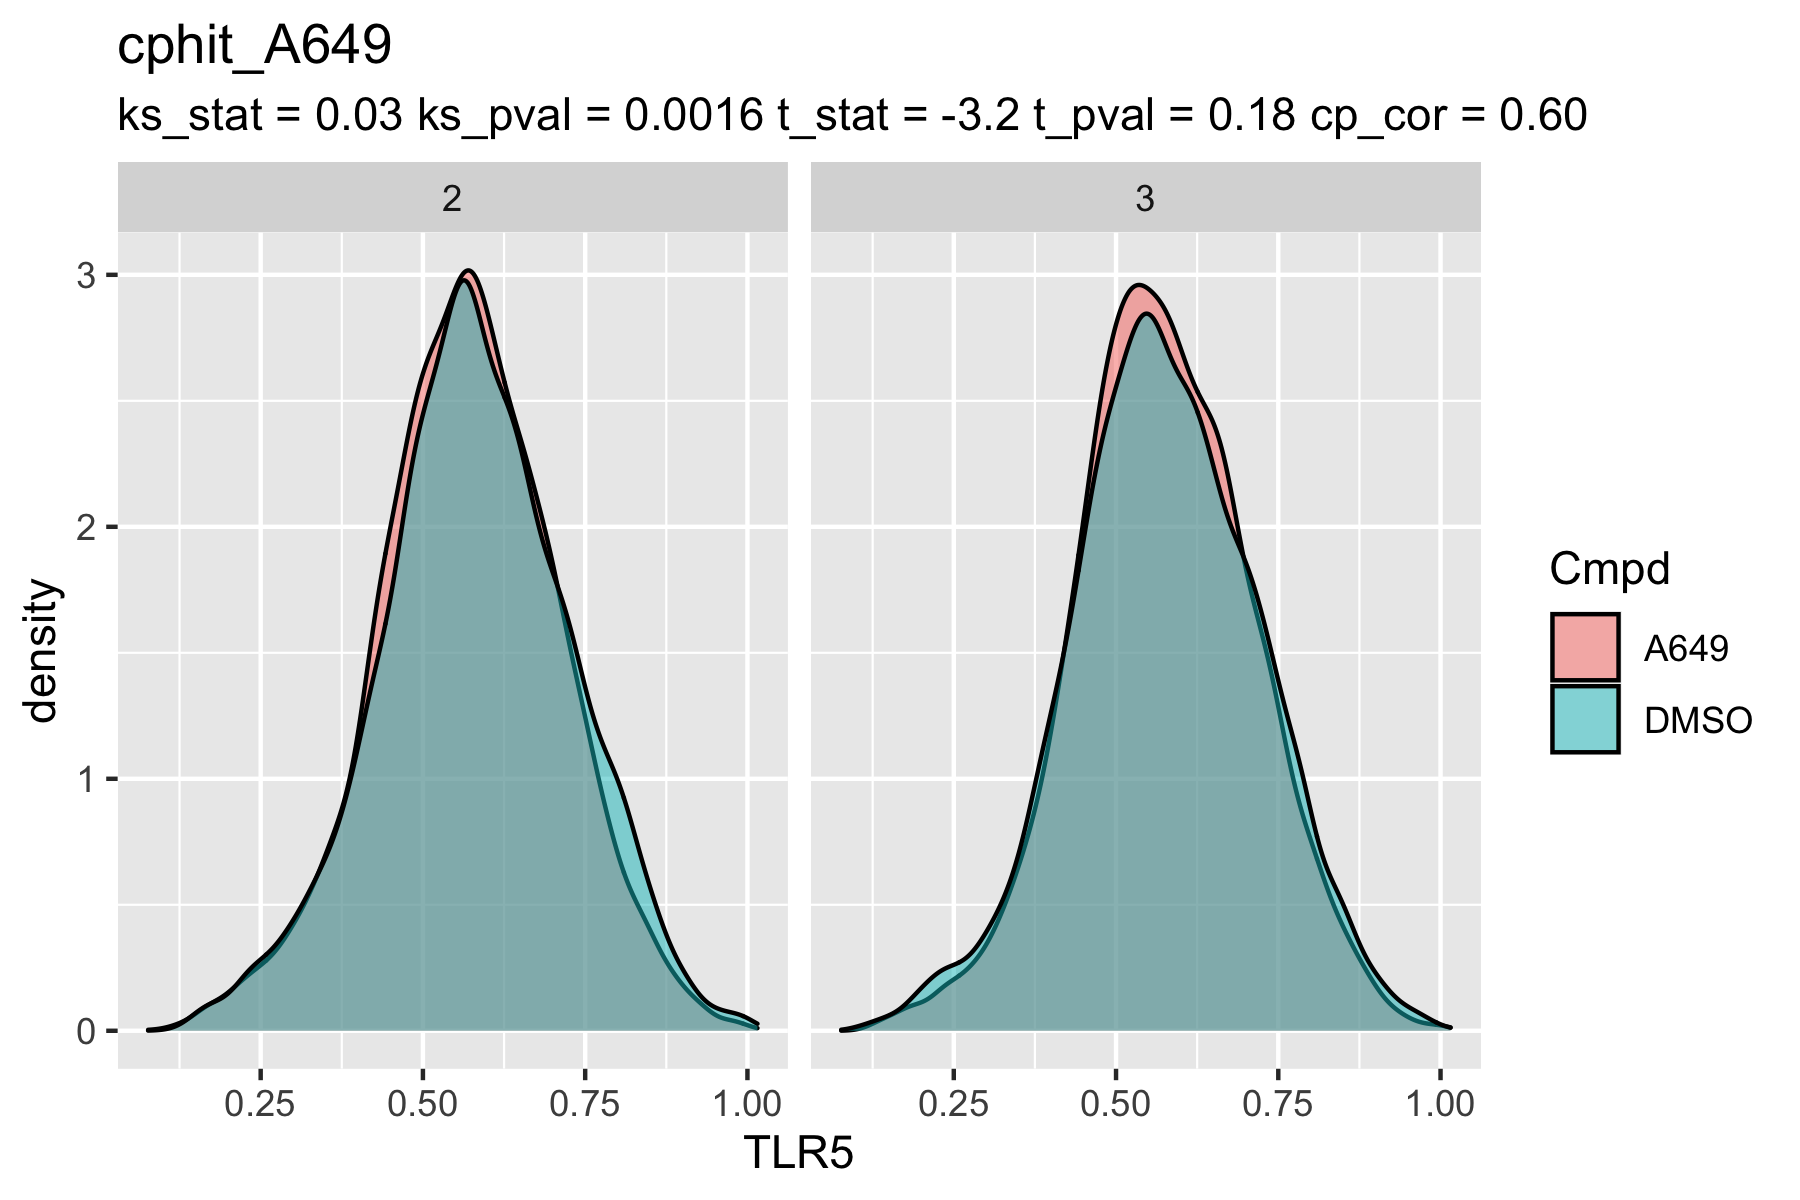 cphit_A649
ks_stat = 0.03 ks_pval = 0.0016 t_stat = -3.2 t_pval = 0.18 cp_cor = 0.60
2 3
3
2
1
0
density
0.25 0.50 0.75 1.00 0.25 0.50 0.75 1.00
TLR5
Cmpd
A649
DMSO